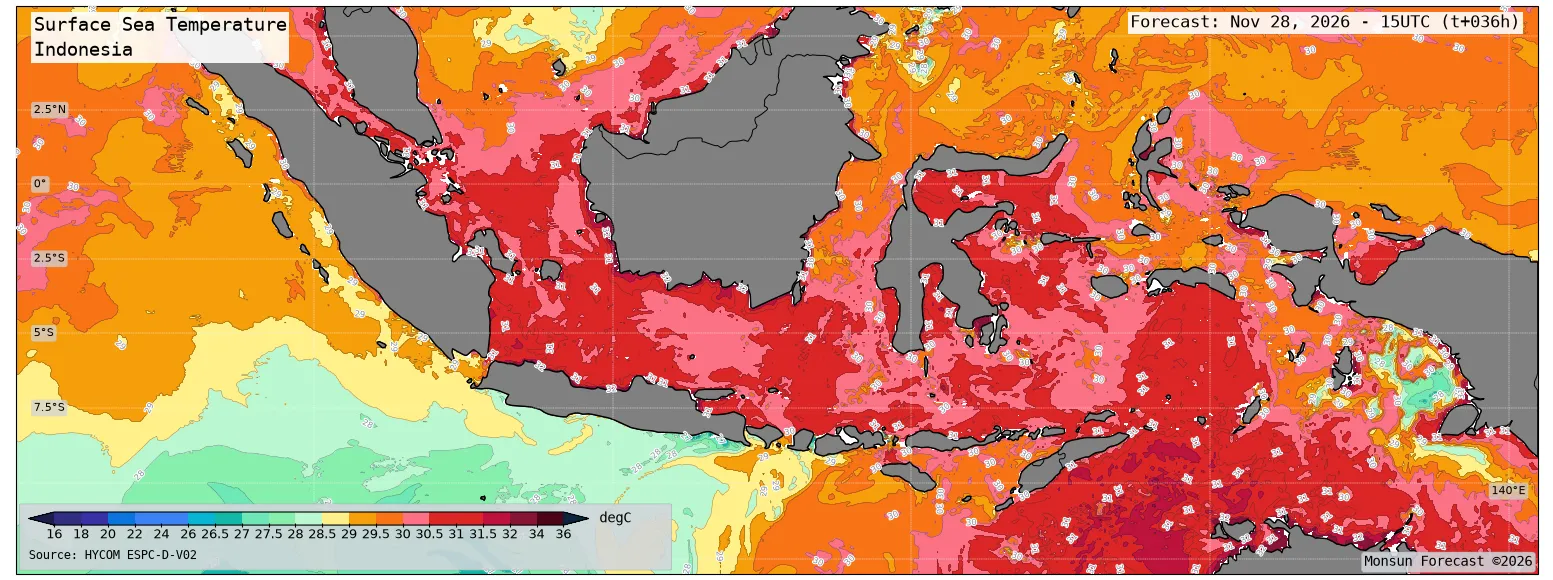 Surface Sea Temperature
Indonesia
Forecast: Nov 28, 2026 - 15UTC (t+036h)
2.5°N
0°
2.5°S
5°S
7.5°S
140°E
degC
16 18 20 22 24 26 26.5 27 27.5 28 28.5 29 29.5 30 30.5 31 31.5 32 34 36
Source: HYCOM ESPC-D-V02
Monsun Forecast ©2026